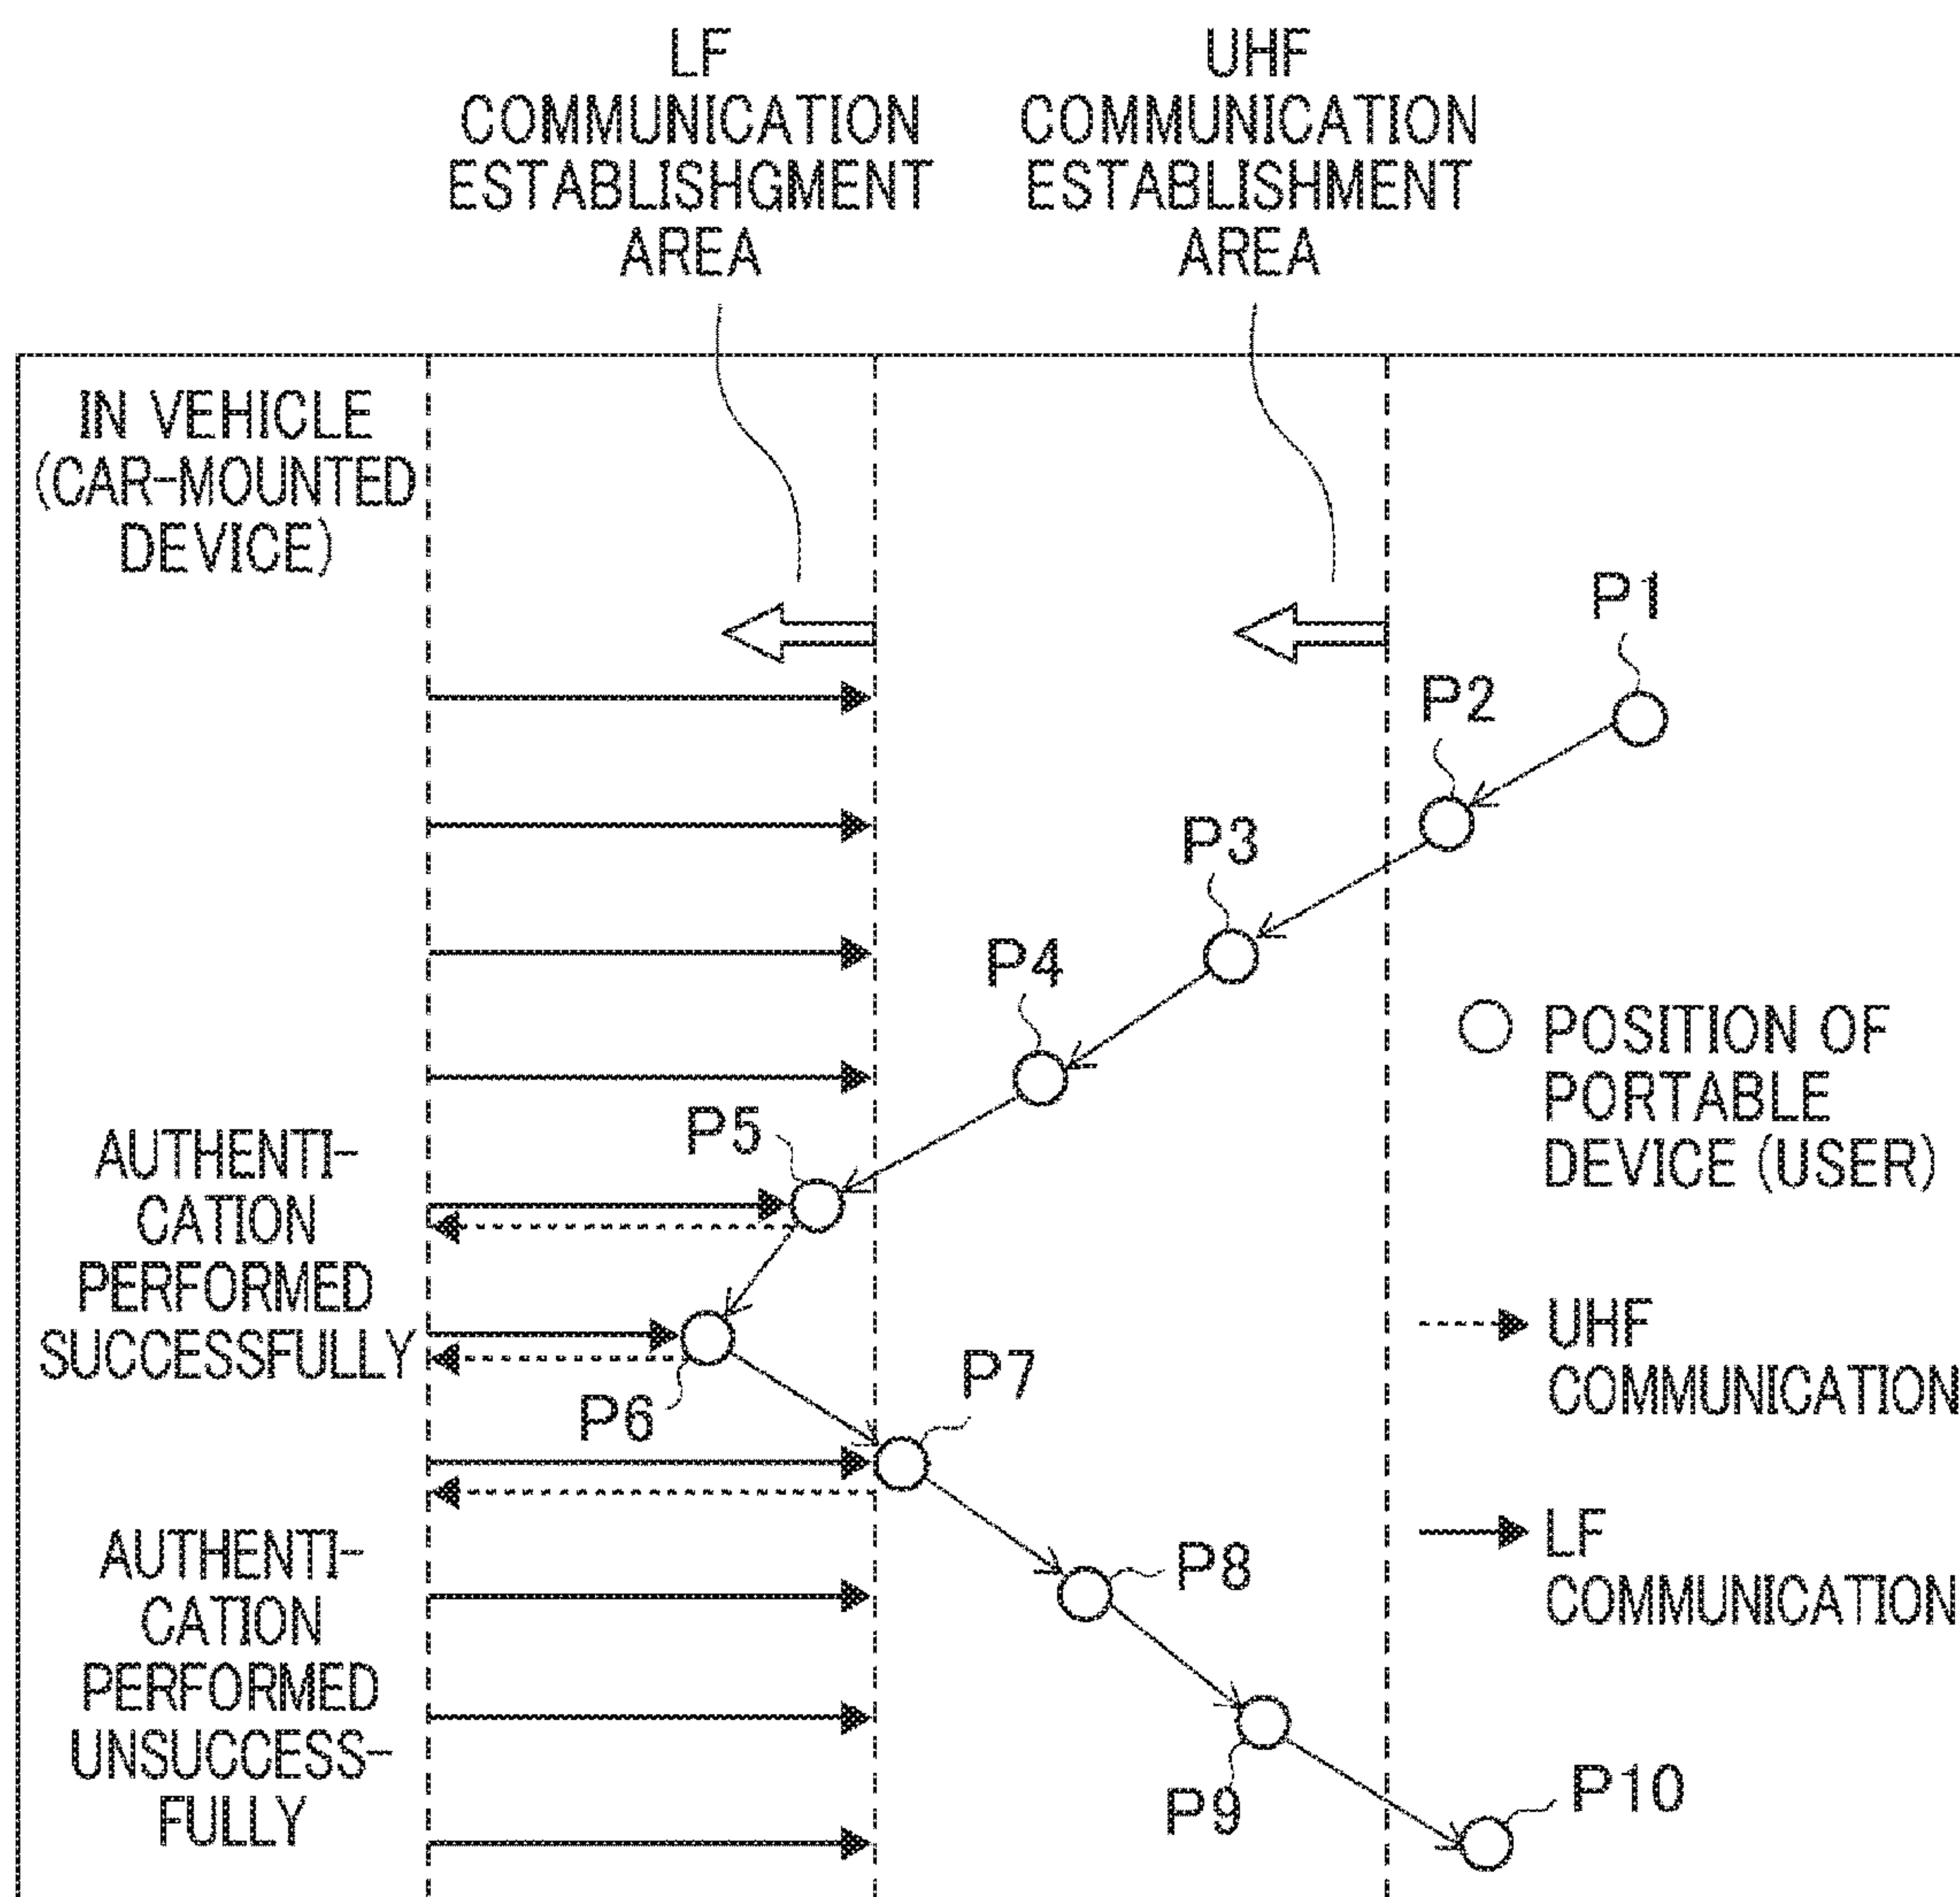 LF
COMMUNICATION
ESTABLISHGMENT
AREA
UHF
COMMUNICATION
ESTABLISHMENT
AREA
IN VEHICLE
(CAR-MOUNTED
DEVICE)
P1
P2
P3
P4
P5
P6
P7
P8
P9
P10
AUTHENTI-
CATION
PERFORMED
SUCCESSFULLY
AUTHENTI-
CATION
PERFORMED
UNSUCCESS-
FULLY
POSITION OF
PORTABLE
DEVICE (USER)
UHF
COMMUNICATION
LF
COMMUNICATION